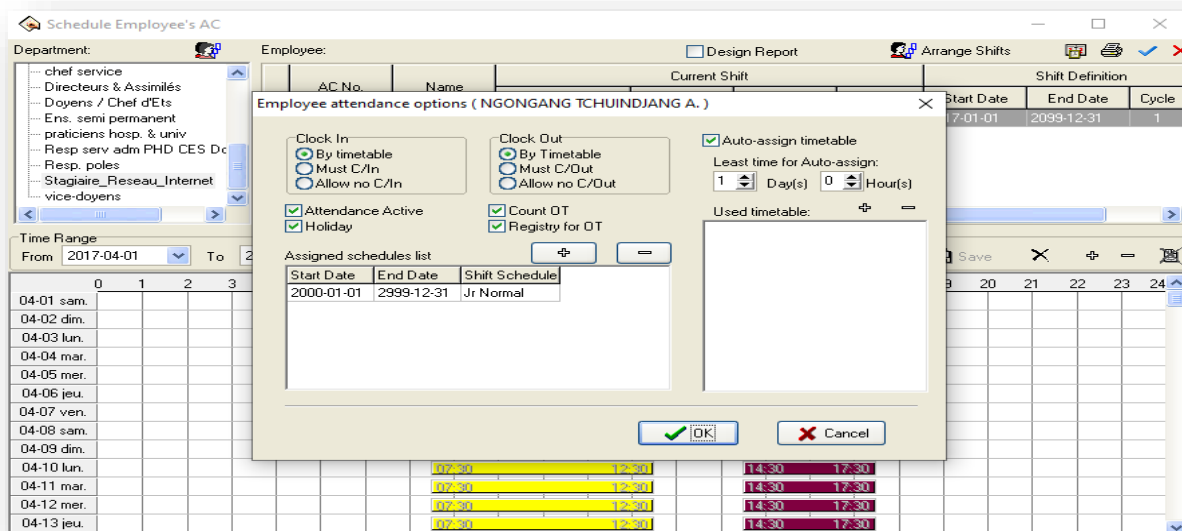 Schedule Employee's AC
Department:
Employee:
Design Report
Arrange Shifts
chef service
Directeurs & Assimilés
Doyens / Chef d'Ets
Ens. semi permanent
praticiens hosp. & univ
Resp serv adm PHD CES Dc
Resp. poles
Stagiaire_Reseau_Internet
vice-doyens
AC No. Name
Current Shift
Shift Definition
Start Date End Date Cycle
17-01-01 2099-12-31 1
Employee attendance options ( NGONGANG TCHUINDJANG A. )
Clock In
By timetable
Must C/In
Allow no C/In
Clock Out
By Timetable
Must C/Out
Allow no C/Out
Auto-assign timetable
Least time for Auto-assign:
1 Day(s) 0 Hour(s)
Attendance Active
Holiday
Count OT
Registry for OT
Used timetable:
Assigned schedules list
Start Date End Date Shift Schedule
2000-01-01 2999-12-31 Jr Normal
OK
Cancel
Time Range
From 2017-04-01 To 2
Save
0 1 2 3
20 21 22 23 24
04-01 sam.
04-02 dim.
04-03 lun.
04-04 mar.
04-05 mer.
04-06 jeu.
04-07 ven.
04-08 sam.
04-09 dim.
04-10 lun. 07:30 12:30 14:30 17:30
04-11 mar. 07:30 12:30 14:30 17:30
04-12 mer. 07:30 12:30 14:30 17:30
04-13 jeu. 07:30 12:30 14:30 17:30